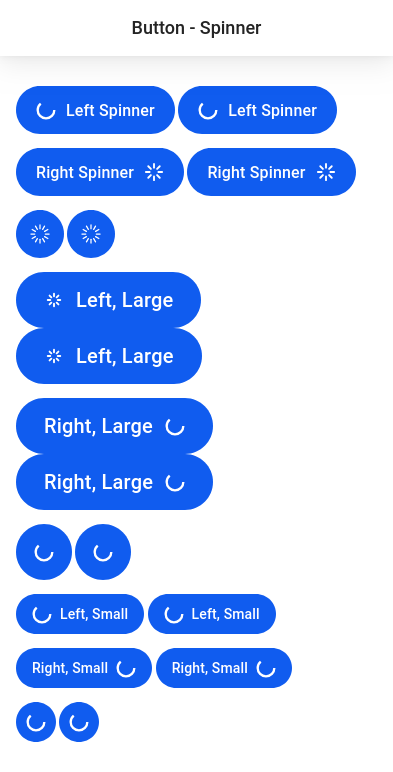 Button - Spinner
Left Spinner Left Spinner
Right Spinner Right Spinner
Left, Large
Left, Large
Right, Large
Right, Large
Left, Small Left, Small
Right, Small Right, Small